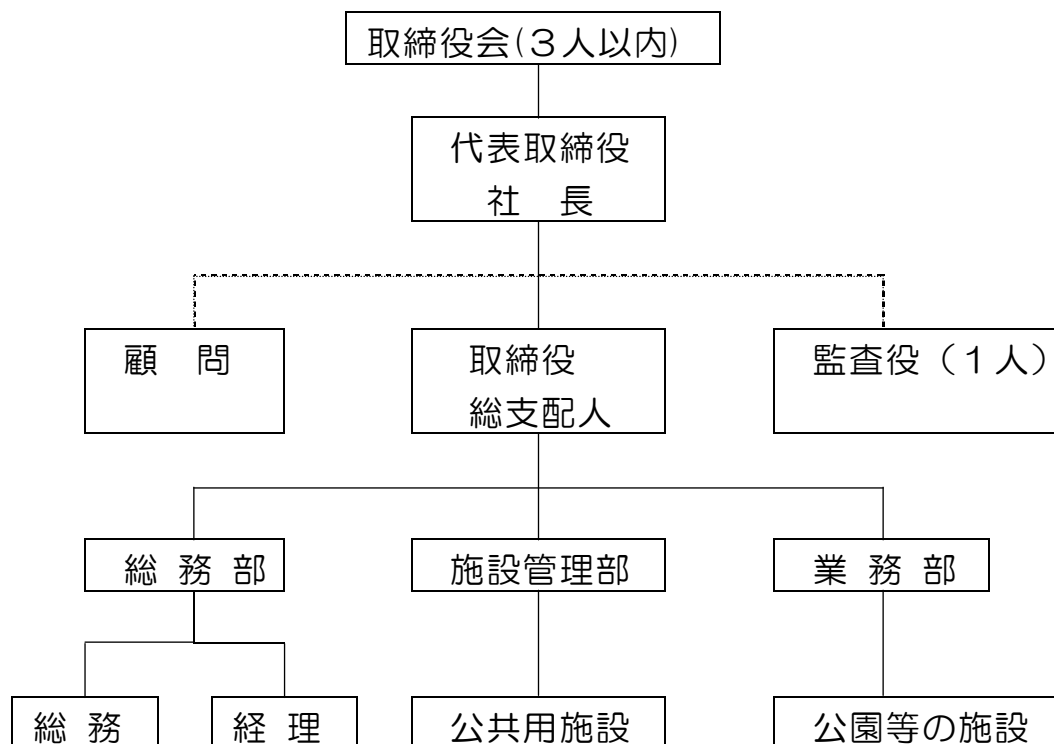 取締役会(３人以内)
代表取締役
社　長
顧　問
取締役
総支配人
監査役（１人）
総 務 部
施設管理部
業 務 部
総 務
経 理
公共用施設
公園等の施設